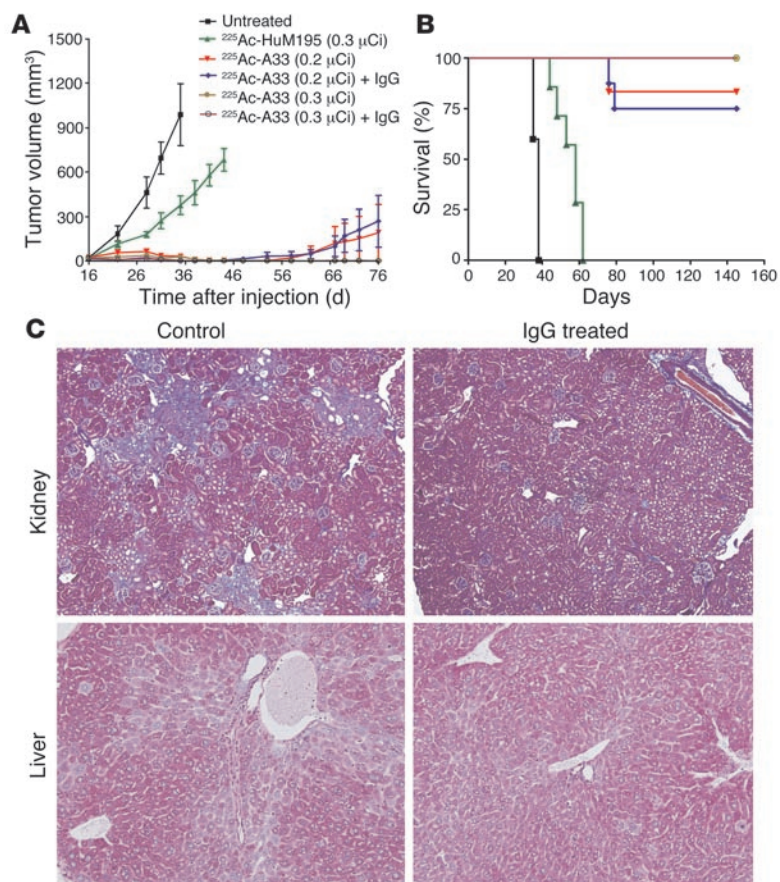 A
Untreated
²²⁵Ac-HuM195 (0.3 μCi)
²²⁵Ac-A33 (0.2 μCi)
²²⁵Ac-A33 (0.2 μCi) + IgG
²²⁵Ac-A33 (0.3 μCi)
²²⁵Ac-A33 (0.3 μCi) + IgG
Tumor volume (mm³)
1500
1200
900
600
300
0
16 26 36 46 56 66 76
Time after injection (d)
B
Survival (%)
100
75
50
25
0
0 20 40 60 80 100 120 140 160
Days
C
Control
IgG treated
Kidney
Liver